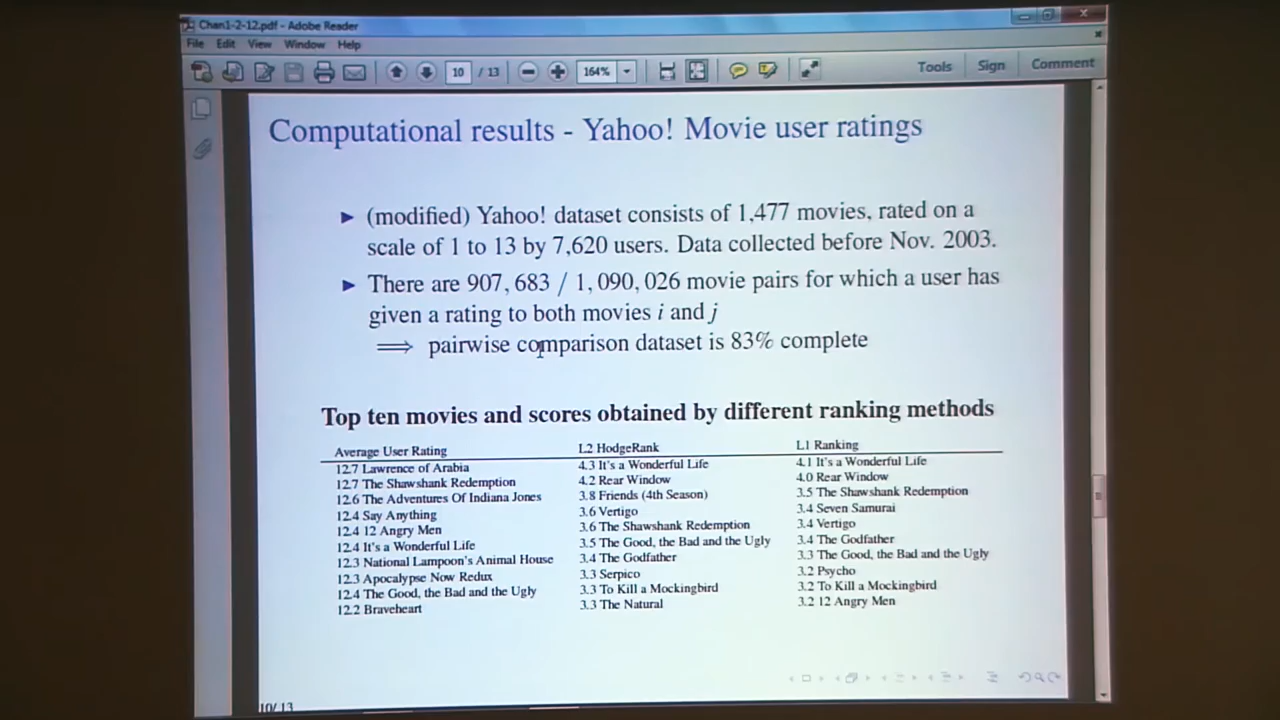 Chan1-2-12.pdf - Adobe Reader
File Edit View Window Help
10 / 13 164% Tools Sign Comment
Computational results - Yahoo! Movie user ratings
► (modified) Yahoo! dataset consists of 1,477 movies, rated on a
scale of 1 to 13 by 7,620 users. Data collected before Nov. 2003.
► There are 907, 683 / 1, 090, 026 movie pairs for which a user has
given a rating to both movies i and j
⟹ pairwise comparison dataset is 83% complete
Top ten movies and scores obtained by different ranking methods
Average User Rating L2 HodgeRank L1 Ranking
12.7 Lawrence of Arabia 4.3 It's a Wonderful Life 4.1 It's a Wonderful Life
12.7 The Shawshank Redemption 4.2 Rear Window 4.0 Rear Window
12.6 The Adventures Of Indiana Jones 3.8 Friends (4th Season) 3.5 The Shawshank Redemption
12.4 Say Anything 3.6 Vertigo 3.4 Seven Samurai
12.4 12 Angry Men 3.6 The Shawshank Redemption 3.4 Vertigo
12.4 It's a Wonderful Life 3.5 The Good, the Bad and the Ugly 3.4 The Godfather
12.3 National Lampoon's Animal House 3.4 The Godfather 3.3 The Good, the Bad and the Ugly
12.3 Apocalypse Now Redux 3.3 Serpico 3.2 Psycho
12.4 The Good, the Bad and the Ugly 3.3 To Kill a Mockingbird 3.2 To Kill a Mockingbird
12.2 Braveheart 3.3 The Natural 3.2 12 Angry Men
10/13